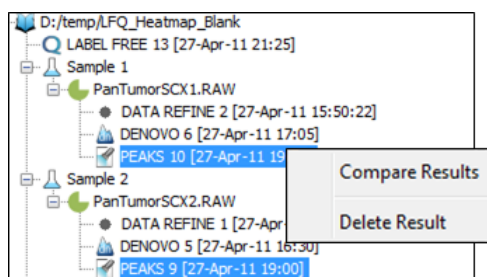 D:/temp/LFQ_Heatmap_Blank
LABEL FREE 13 [27-Apr-11 21:25]
Sample 1
PanTumorSCX1.RAW
DATA REFINE 2 [27-Apr-11 15:50:22]
DENOVO 6 [27-Apr-11 17:05]
PEAKS 10 [27-Apr-11 19
Compare Results
Sample 2
PanTumorSCX2.RAW
DATA REFINE 1 [27-Apr-
Delete Result
DENOVO 5 [27-Apr-11 16:30]
PEAKS 9 [27-Apr-11 19:00]